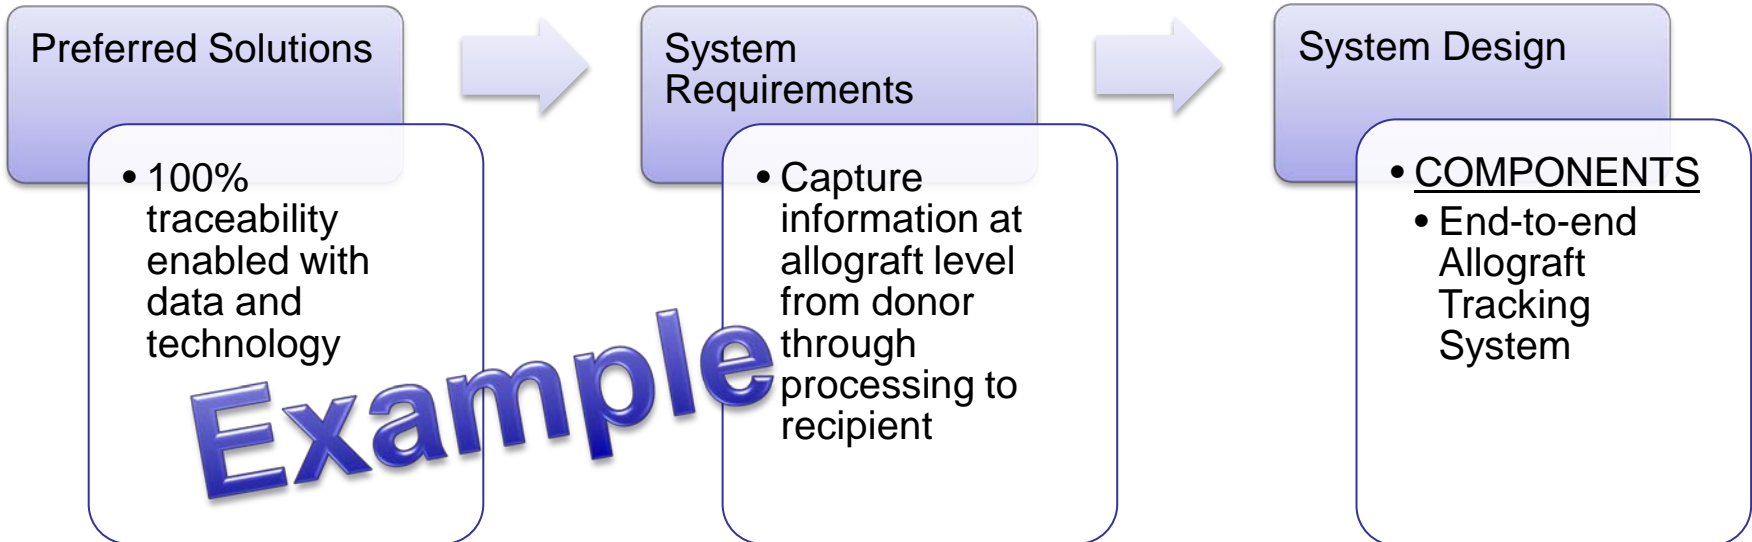 Preferred Solutions
• 100%
traceability
enabled with
data and
technology
System
Requirements
• Capture
information at
allograft level
from donor
through
processing to
recipient
System Design
• COMPONENTS
• End-to-end
Allograft
Tracking
System
Example